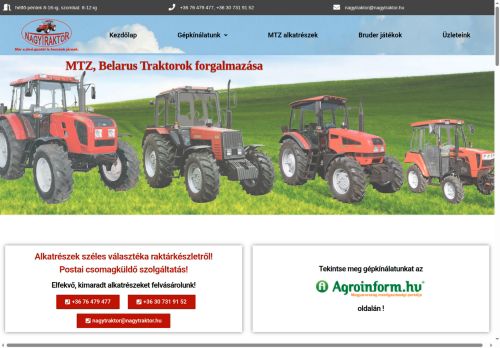 hétfő-péntek 8-16-ig, szombat: 8-12-ig
+36 76 479 477, +36 30 731 91 52
nagytraktor@nagytraktor.hu
NAGYTRAKTOR
Kezdőlap
Gépkínálatunk
MTZ alkatrészek
Bruder játékok
Üzleteink
MTZ, Belarus Traktorok forgalmazása
Alkatrészek széles választéka raktárkészletről!
Postai csomagküldő szolgáltatás!
Elfekvő, kimaradt alkatrészeket felvásárolunk!
+36 76 479 477
+36 30 731 91 52
nagytraktor@nagytraktor.hu
Tekintse meg gépkínálatunkat az
Agroinform.hu
oldalán !